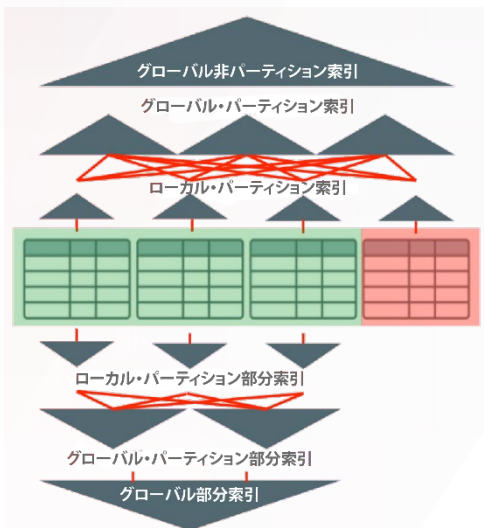 グローバル非パーティション索引
グローバル・パーティション索引
ローカル・パーティション索引
ローカル・パーティション部分索引
グローバル・パーティション部分索引
グローバル部分索引